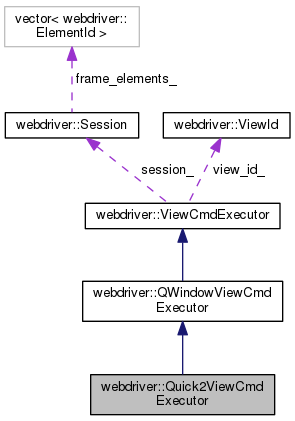 vector< webdriver::
ElementId >
frame_elements_
webdriver::Session
webdriver::ViewId
session_
view_id_
webdriver::ViewCmdExecutor
webdriver::QWindowViewCmd
Executor
webdriver::Quick2ViewCmd
Executor